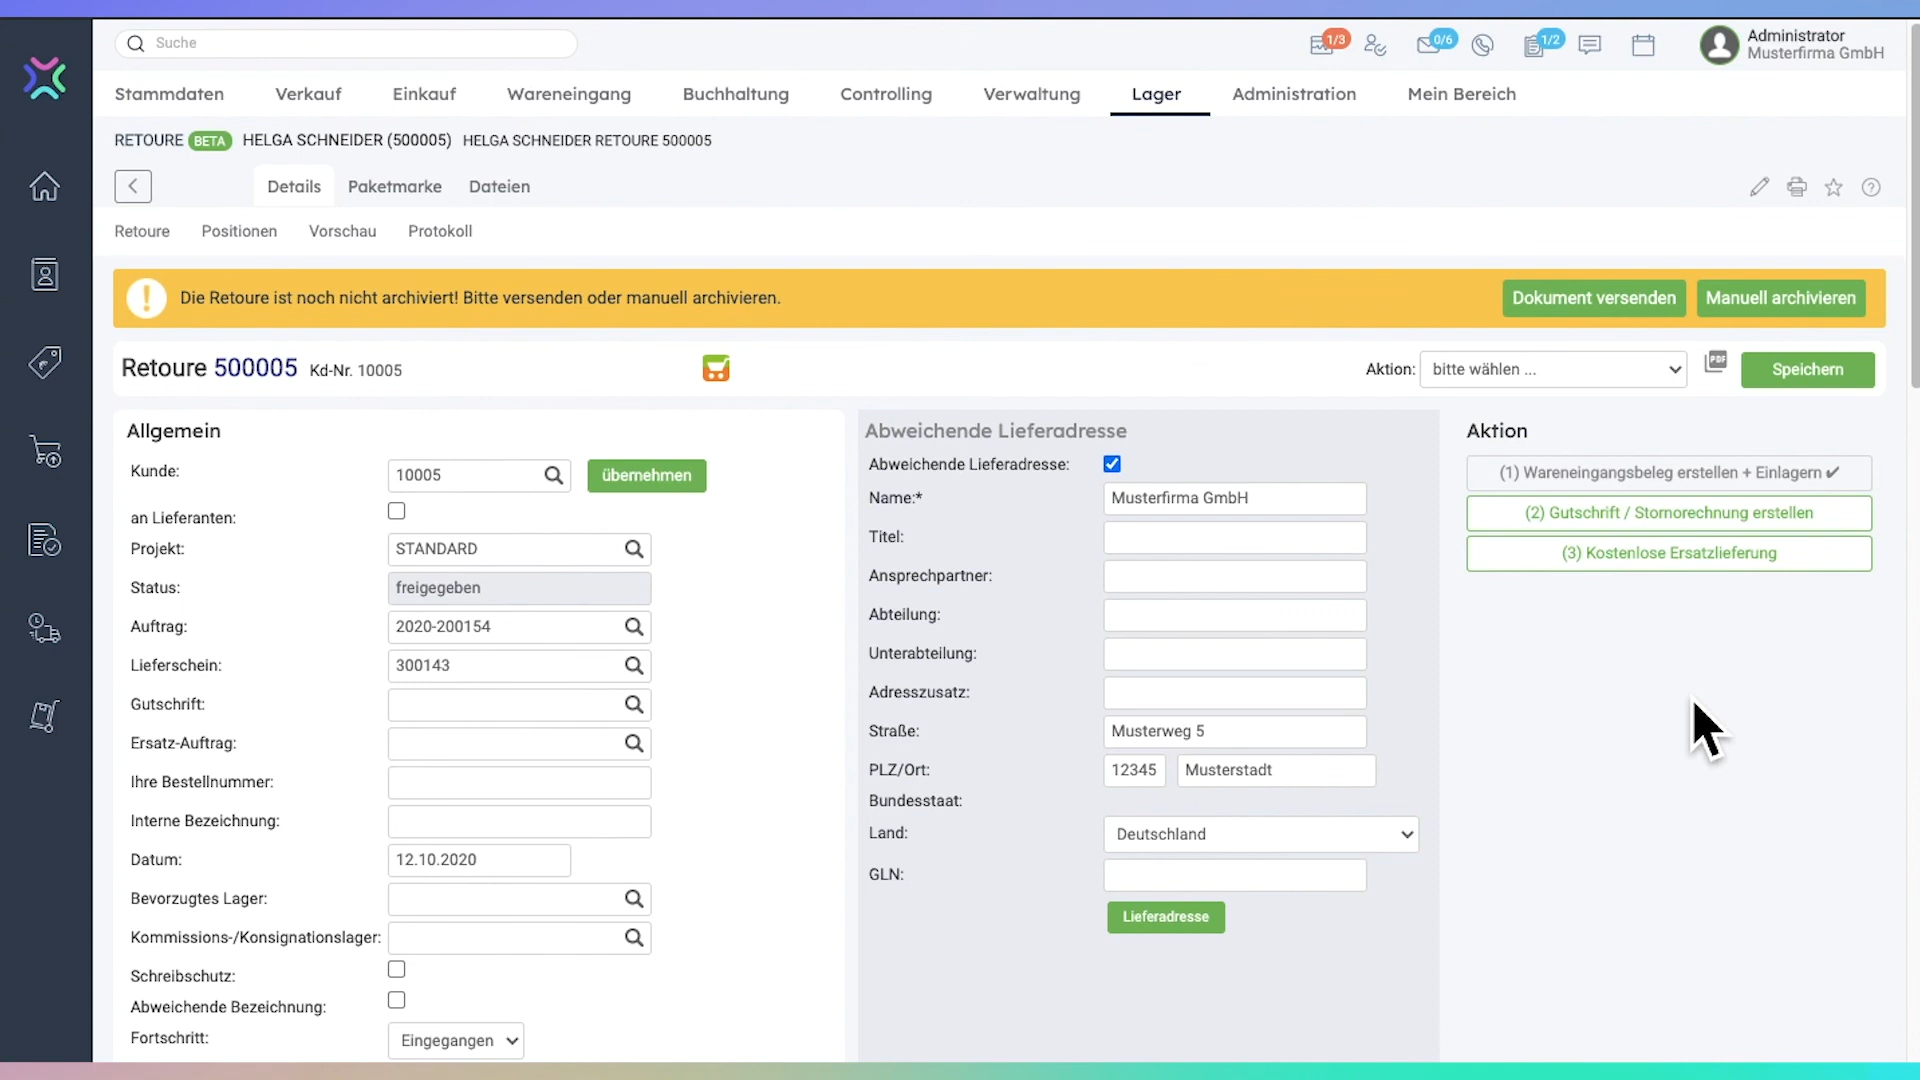 Suche
1/3
0/6
1/2
Administrator
Musterfirma GmbH
Stammdaten Verkauf Einkauf Wareneingang Buchhaltung Controlling Verwaltung Lager Administration Mein Bereich
RETOURE BETA HELGA SCHNEIDER (500005) HELGA SCHNEIDER RETOURE 500005
Details Paketmarke Dateien
Retoure Positionen Vorschau Protokoll
Die Retoure ist noch nicht archiviert! Bitte versenden oder manuell archivieren.
Dokument versenden Manuell archivieren
Retoure 500005 Kd-Nr. 10005
Aktion: bitte wählen ... PDF Speichern
Allgemein
Kunde: 10005 übernehmen
an Lieferanten:
Projekt: STANDARD
Status: freigegeben
Auftrag: 2020-200154
Lieferschein: 300143
Gutschrift:
Ersatz-Auftrag:
Ihre Bestellnummer:
Interne Bezeichnung:
Datum: 12.10.2020
Bevorzugtes Lager:
Kommissions-/Konsignationslager:
Schreibschutz:
Abweichende Bezeichnung:
Fortschritt: Eingegangen
Abweichende Lieferadresse
Abweichende Lieferadresse:
Name:* Musterfirma GmbH
Titel:
Ansprechpartner:
Abteilung:
Unterabteilung:
Adresszusatz:
Straße: Musterweg 5
PLZ/Ort: 12345 Musterstadt
Bundesstaat:
Land: Deutschland
GLN:
Lieferadresse
Aktion
(1) Wareneingangsbeleg erstellen + Einlagern ✔
(2) Gutschrift / Stornorechnung erstellen
(3) Kostenlose Ersatzlieferung